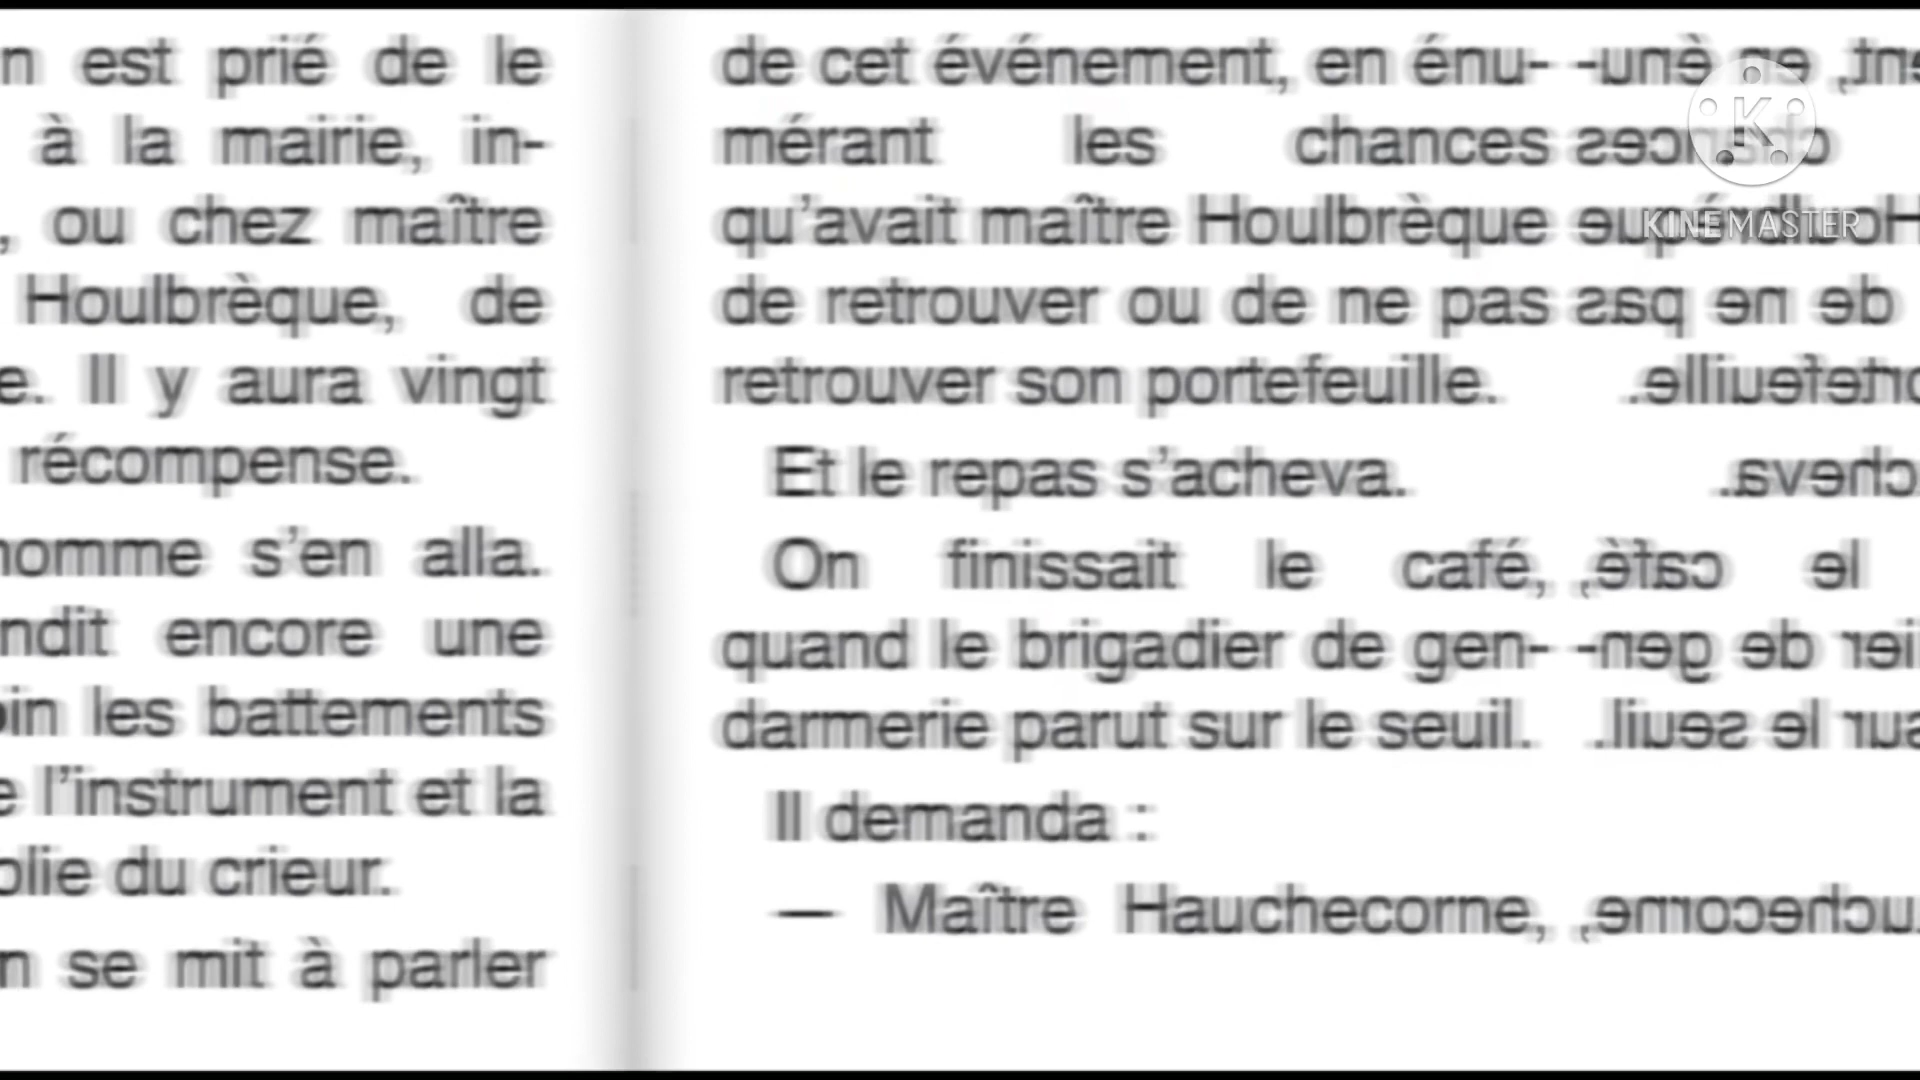 n est prié de le
à la mairie, in-
, ou chez maître
Houlbrèque, de
e. Il y aura vingt
récompense.
homme s'en alla.
ndit encore une
oin les battements
e l'instrument et la
olie du crieur.
n se mit à parler
de cet événement, en énu-
mérant les chances
qu'avait maître Houlbrèque
de retrouver ou de ne pas
retrouver son portefeuille.
Et le repas s'acheva.
On finissait le café,
quand le brigadier de gen-
darmerie parut sur le seuil.
Il demanda :
— Maître Hauchecorne,
K
KINEMASTER